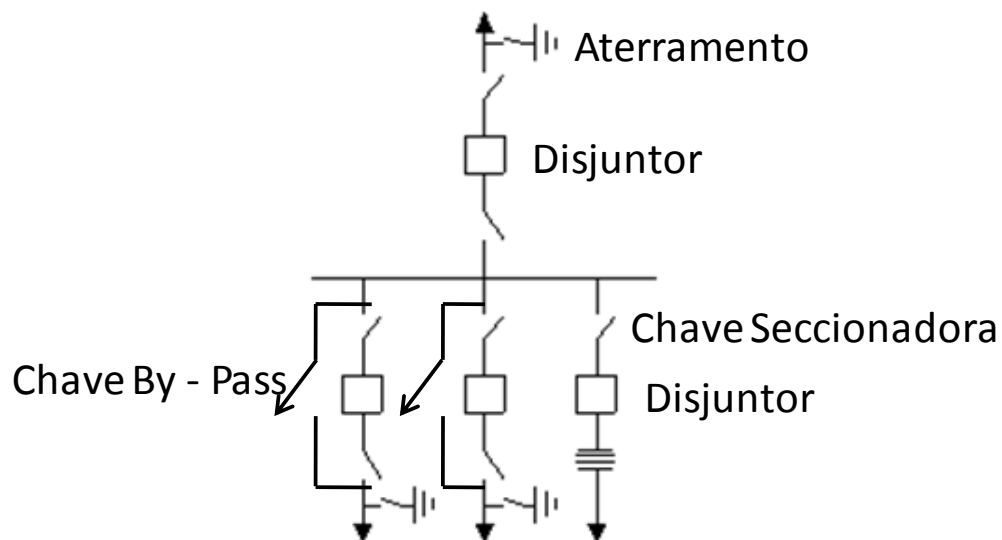 Aterramento
Disjuntor
Chave Seccionadora
Chave By - Pass
Disjuntor